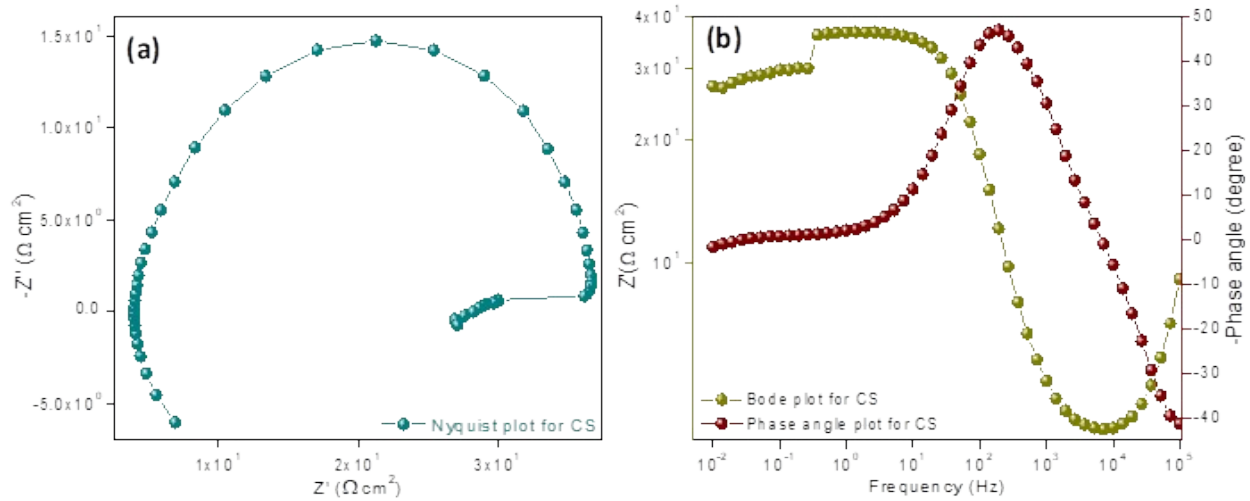 (a)
1.5x10¹
1.0x10¹
5.0x10⁰
0.0
-5.0x10⁰
-Z'' (Ω cm²)
Nyquist plot for CS
1x10¹
2x10¹
3x10¹
Z' (Ω cm²)
(b)
4x10¹
3x10¹
2x10¹
10¹
Z'(Ω cm²)
50
40
30
20
10
0
-10
-20
-30
-40
-Phase angle (degree)
Bode plot for CS
Phase angle plot for CS
10⁻²
10⁻¹
10⁰
10¹
10²
10³
10⁴
10⁵
Frequency (Hz)